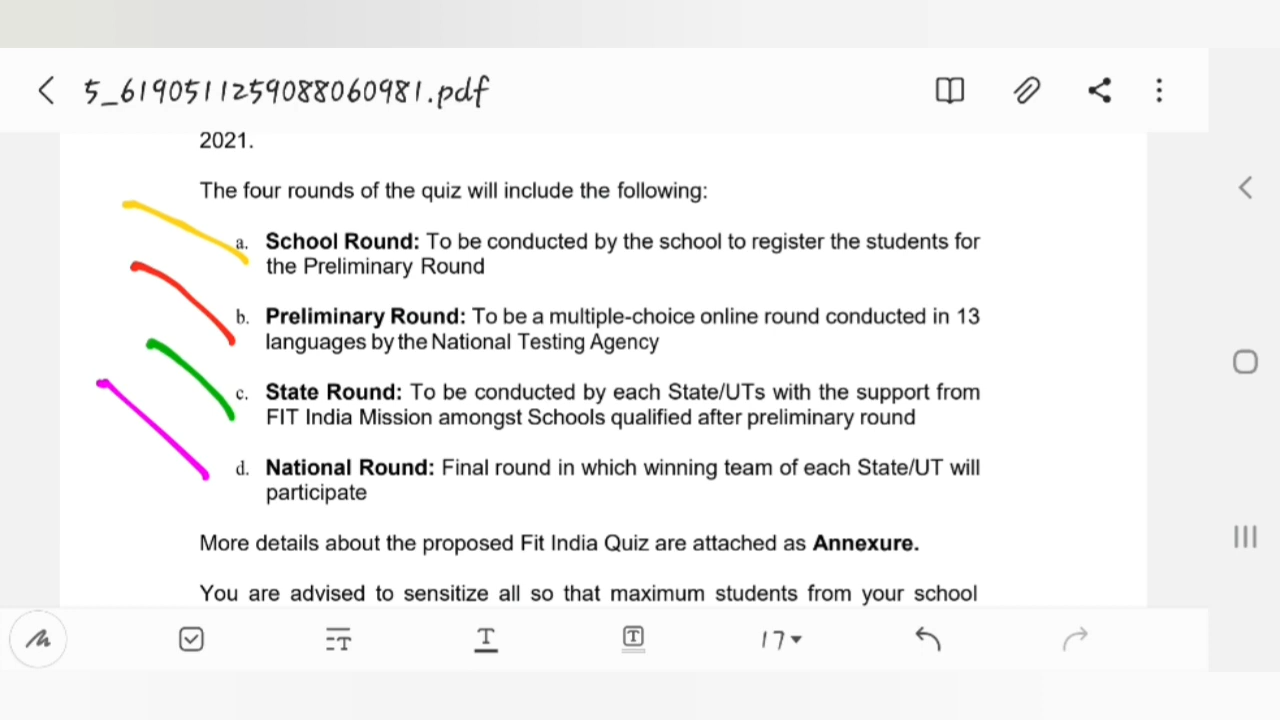 5_6190511259088060981.pdf
2021.
The four rounds of the quiz will include the following:
a. School Round: To be conducted by the school to register the students for
the Preliminary Round
b. Preliminary Round: To be a multiple-choice online round conducted in 13
languages by the National Testing Agency
c. State Round: To be conducted by each State/UTs with the support from
FIT India Mission amongst Schools qualified after preliminary round
d. National Round: Final round in which winning team of each State/UT will
participate
More details about the proposed Fit India Quiz are attached as Annexure.
You are advised to sensitize all so that maximum students from your school
17